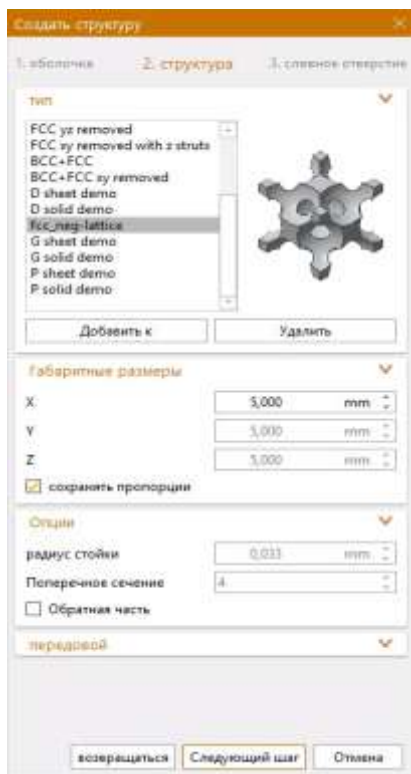 Создать структуру
1. оболочка 2. структура 3. сливное отверстие
тип
FCC yz removed
FCC xy removed with z struts
BCC+FCC
BCC+FCC xy removed
D sheet demo
D solid demo
fcc_neg-lattice
G sheet demo
G solid demo
P sheet demo
P solid demo
Добавить к Удалить
Габаритные размеры
X 5,000 mm
Y 5,000 mm
Z 5,000 mm
сохранять пропорции
Опции
радиус стойки 0,033 mm
Поперечное сечение 4
Обратная часть
передовой
возвращаться Следующий шаг Отмена